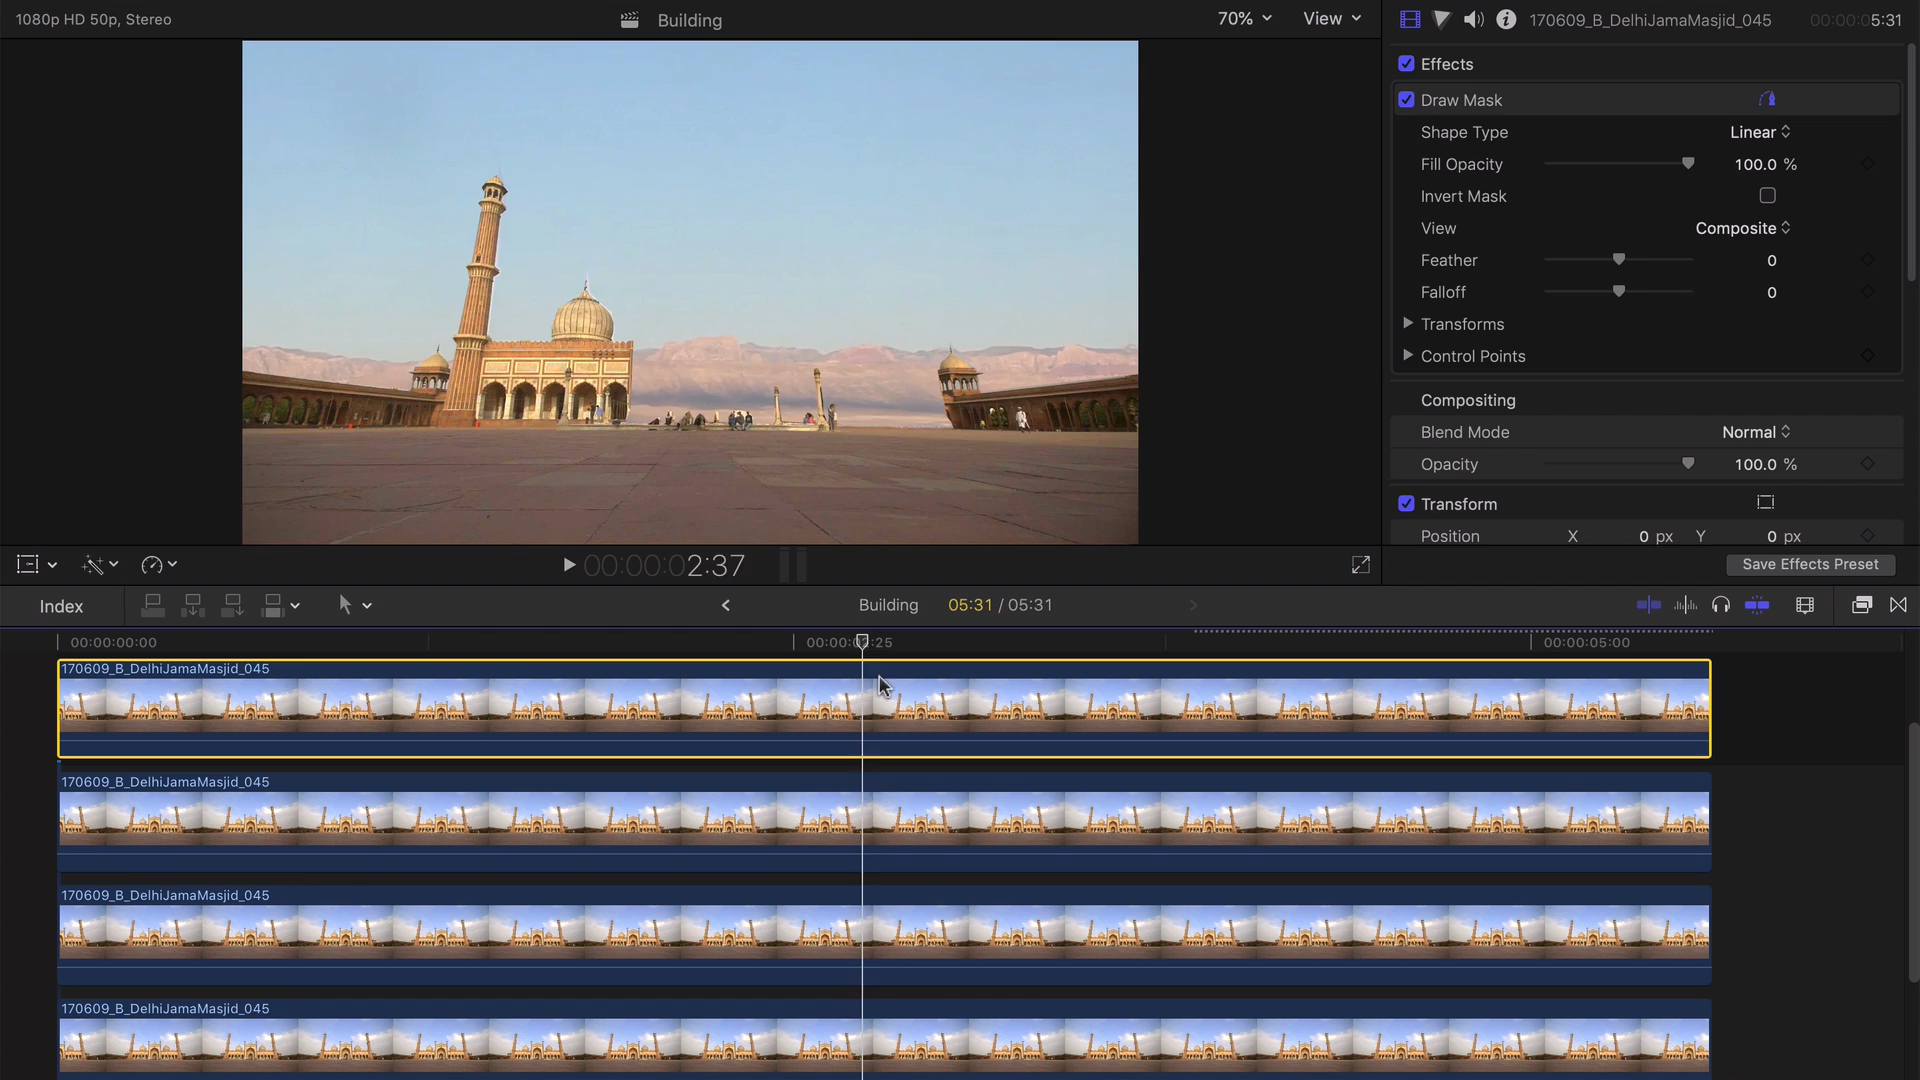 1080p HD 50p, Stereo
Building
70%
View
170609_B_DelhiJamaMasjid_045
00:00:05:31
Effects
Draw Mask
Shape Type
Linear
Fill Opacity
100.0 %
Invert Mask
View
Composite
Feather
0
Falloff
0
Transforms
Control Points
Compositing
Blend Mode
Normal
Opacity
100.0 %
Transform
Position
X
0 px
Y
0 px
00:00:02:37
Save Effects Preset
Index
Building
05:31 / 05:31
00:00:00:00
00:00:02:25
00:00:05:00
170609_B_DelhiJamaMasjid_045
170609_B_DelhiJamaMasjid_045
170609_B_DelhiJamaMasjid_045
170609_B_DelhiJamaMasjid_045